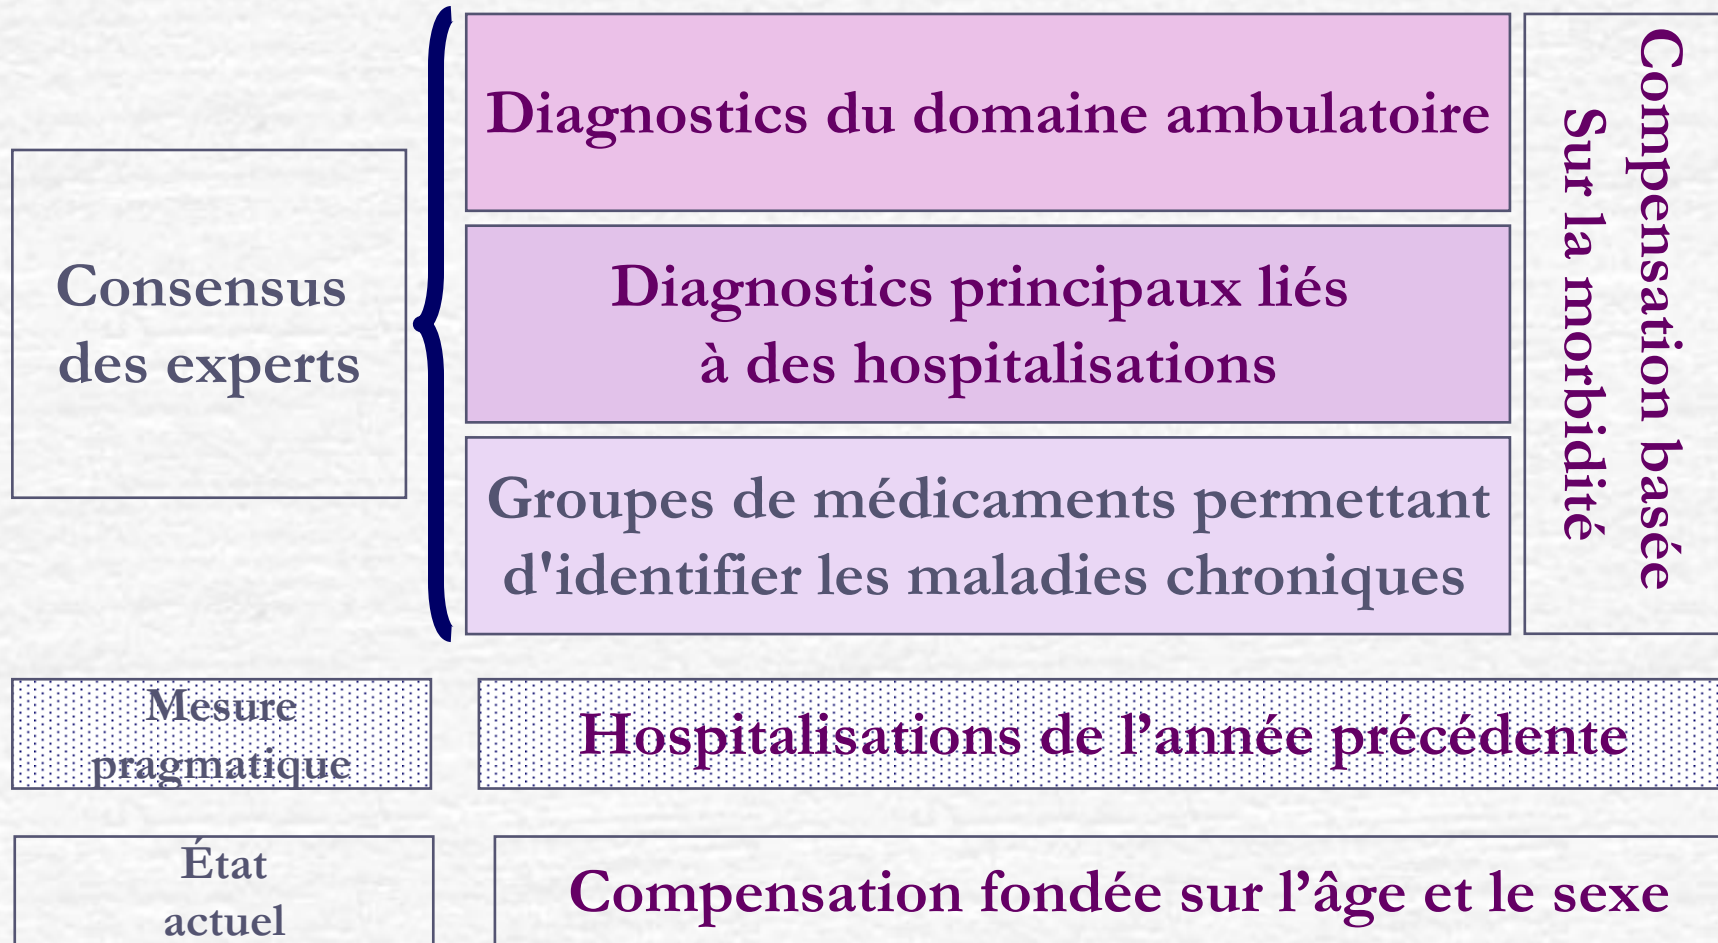 Diagnostics du domaine ambulatoire
Compensation basée
Sur la morbidité
Consensus
des experts
Diagnostics principaux liés
à des hospitalisations
Groupes de médicaments permettant
d'identifier les maladies chroniques
Mesure
pragmatique
Hospitalisations de l’année précédente
État
actuel
Compensation fondée sur l’âge et le sexe